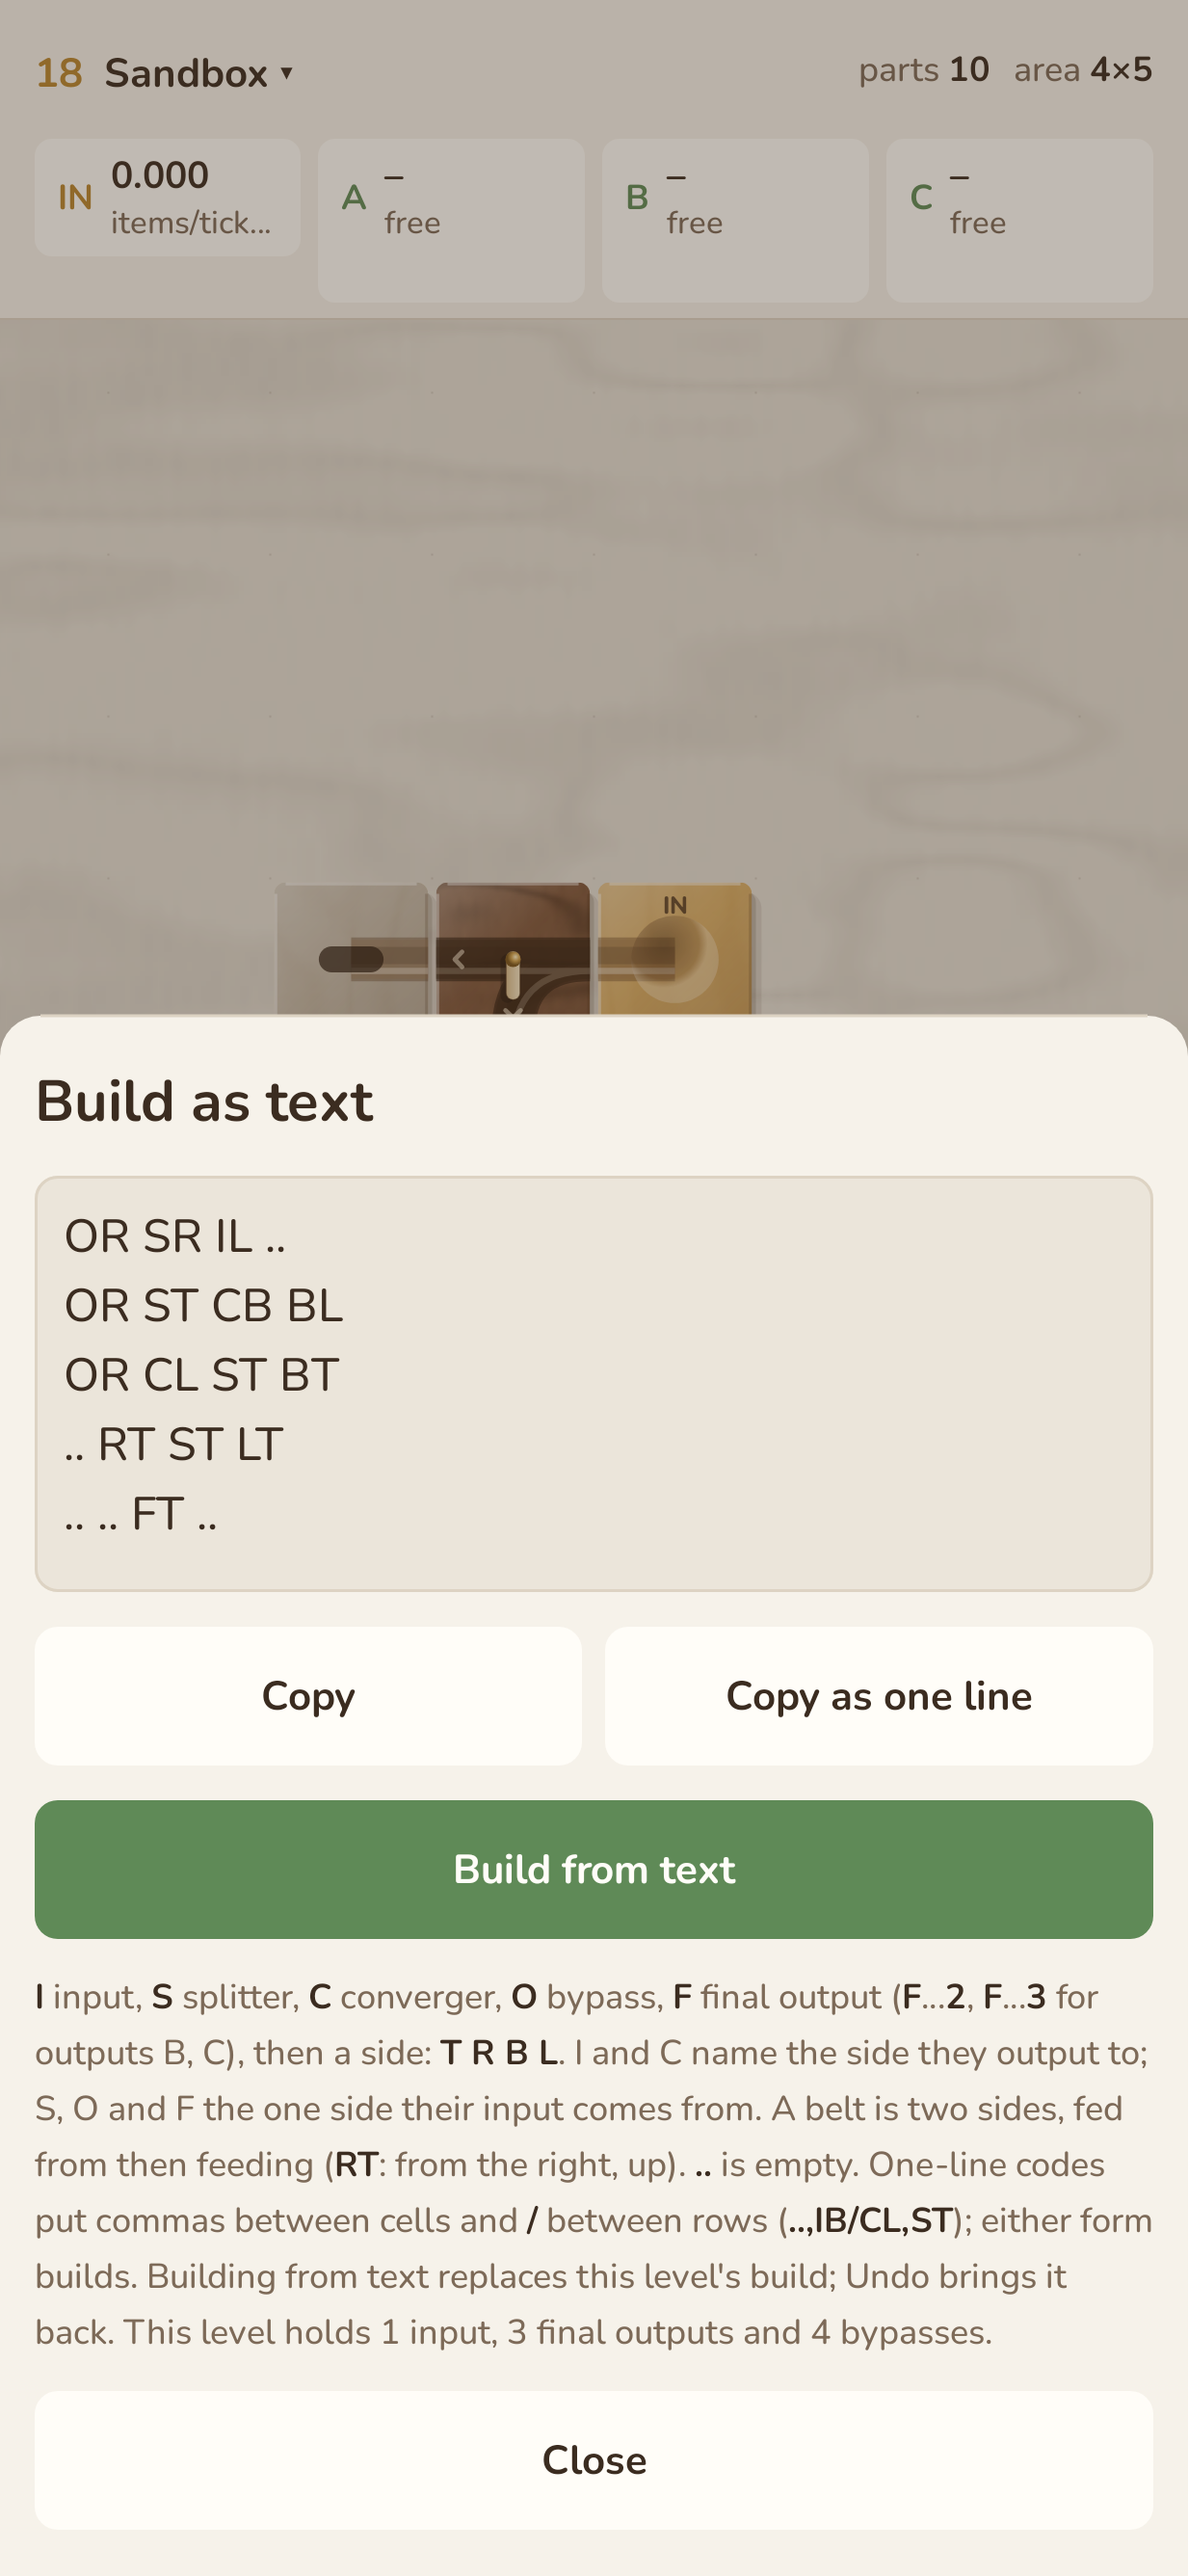 18 Sandbox ▾ parts 10 area 4×5
IN 0.000 items/tick...
A – free
B – free
C – free
IN
Build as text
OR SR IL ..
OR ST CB BL
OR CL ST BT
.. RT ST LT
.. .. FT ..
Copy
Copy as one line
Build from text
I input, S splitter, C converger, O bypass, F final output (F...2, F...3 for
outputs B, C), then a side: T R B L. I and C name the side they output to;
S, O and F the one side their input comes from. A belt is two sides, fed
from then feeding (RT: from the right, up). .. is empty. One-line codes
put commas between cells and / between rows (..,IB/CL,ST); either form
builds. Building from text replaces this level's build; Undo brings it
back. This level holds 1 input, 3 final outputs and 4 bypasses.
Close